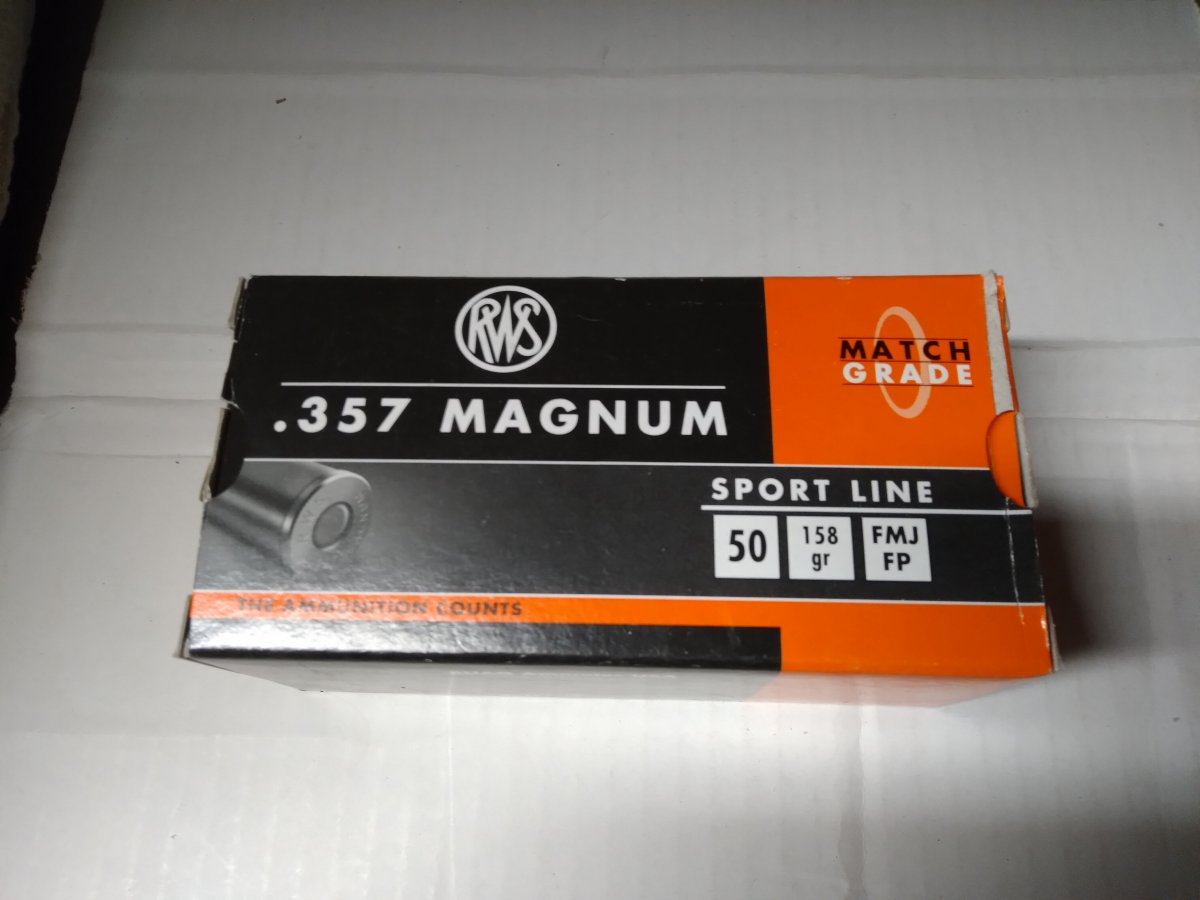 RWS
.357 MAGNUM
MATCH
GRADE
SPORT LINE
50
158
gr
FMJ
FP
THE AMMUNITION COUNTS